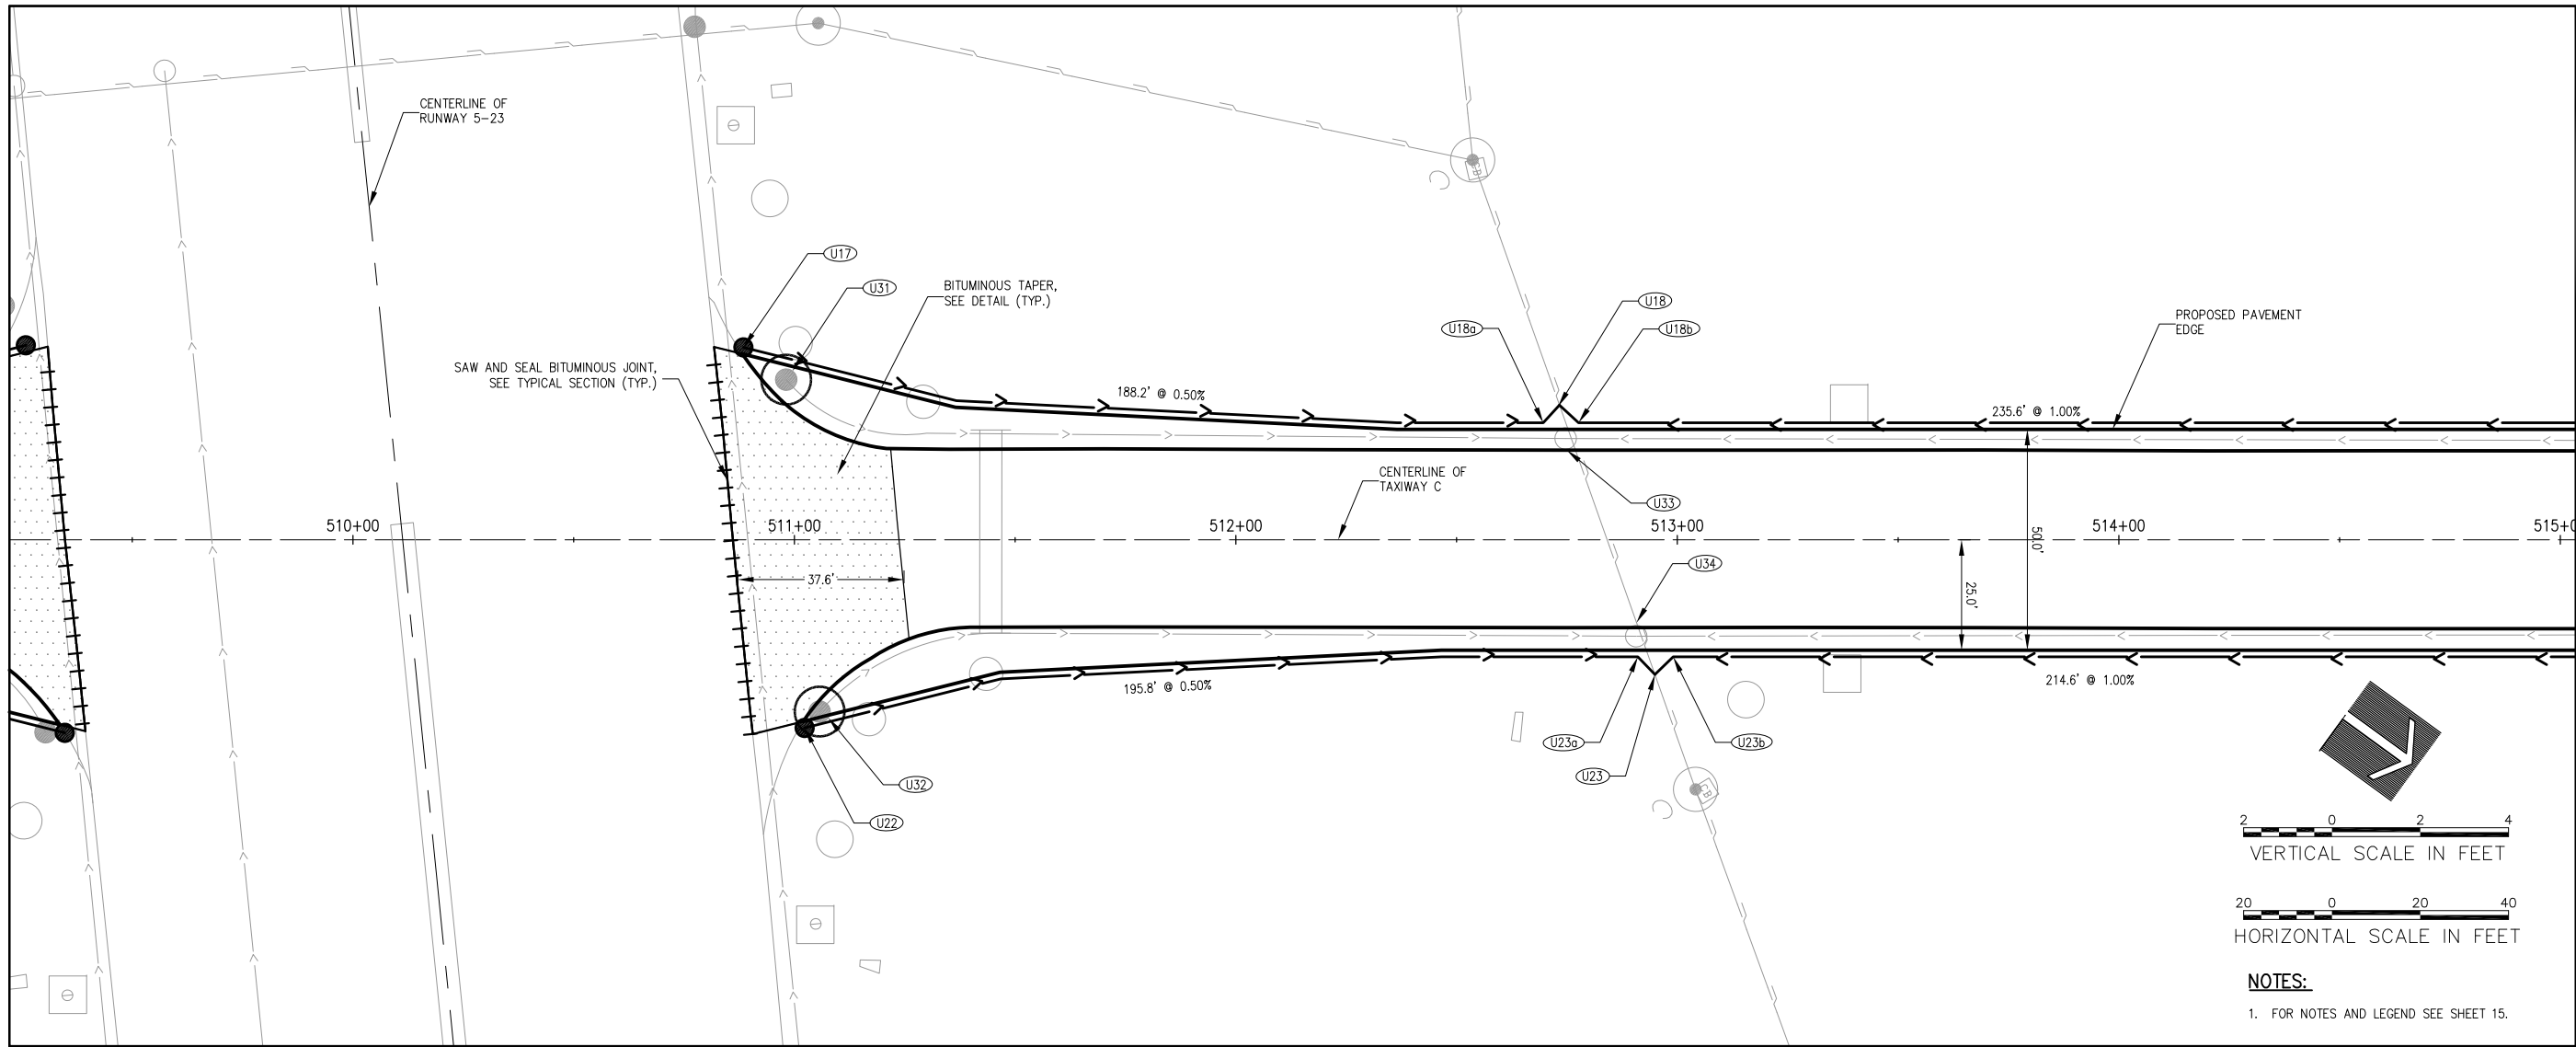 CENTERLINE OF
RUNWAY 5-23
U17
U31
BITUMINOUS TAPER,
SEE DETAIL (TYP.)
SAW AND SEAL BITUMINOUS JOINT,
SEE TYPICAL SECTION (TYP.)
188.2' @ 0.50%
CB
U18
U18a
U18b
PROPOSED PAVEMENT
EDGE
235.6' @ 1.00%
CENTERLINE OF
TAXIWAY C
U33
510+00
511+00
512+00
513+00
514+00
50.0'
25.0'
37.6'
U34
195.8' @ 0.50%
214.6' @ 1.00%
U23a
U23b
U23
U32
U22
CB
2 0 2 4
VERTICAL SCALE IN FEET
20 0 20 40
HORIZONTAL SCALE IN FEET
NOTES:
1. FOR NOTES AND LEGEND SEE SHEET 15.